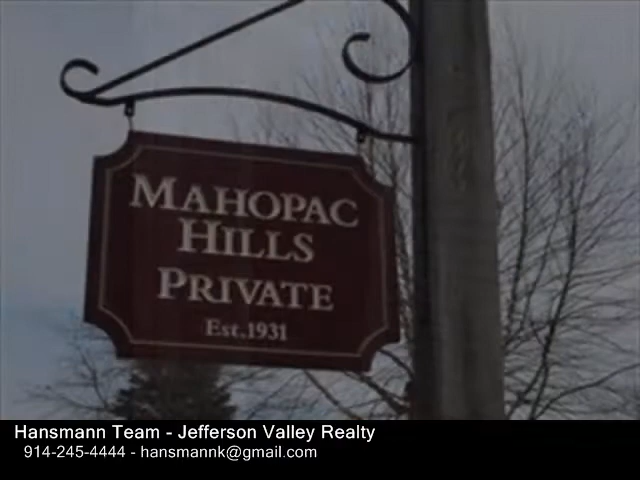 MAHOPAC
HILLS
PRIVATE
Est.1931
Hansmann Team - Jefferson Valley Realty
914-245-4444 - hansmannk@gmail.com